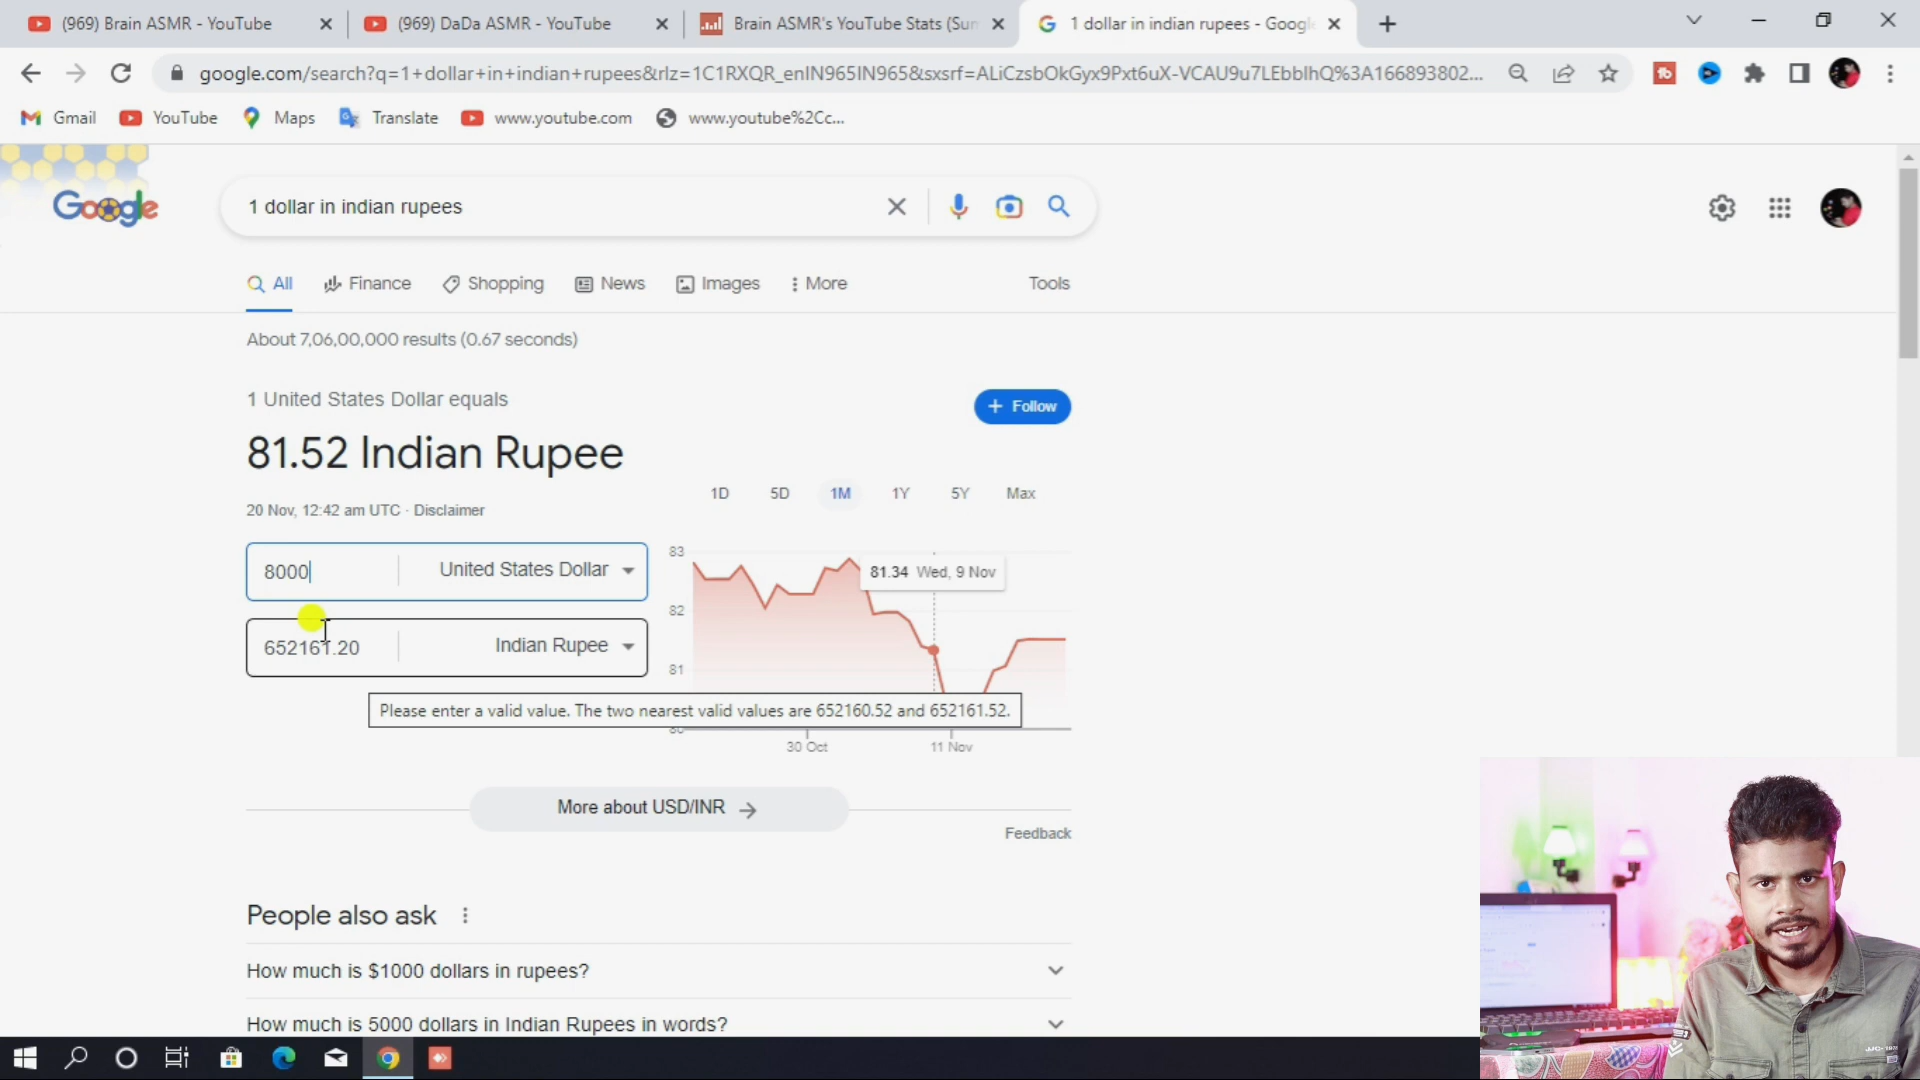 (969) Brain ASMR - YouTube
(969) DaDa ASMR - YouTube
Brain ASMR's YouTube Stats (Sum
1 dollar in indian rupees - Googl
google.com/search?q=1+dollar+in+indian+rupees&rlz=1C1RXQR_enIN965IN965&sxsrf=ALiCzsbOkGyx9Pxt6uX-VCAU9u7LEbblhQ%3A166893802...
Gmail
YouTube
Maps
Translate
www.youtube.com
www.youtube%2Cc...
Google
1 dollar in indian rupees
All
Finance
Shopping
News
Images
More
Tools
About 7,06,00,000 results (0.67 seconds)
1 United States Dollar equals
+ Follow
81.52 Indian Rupee
20 Nov, 12:42 am UTC · Disclaimer
1D
5D
1M
1Y
5Y
Max
8000
United States Dollar
652161.20
Indian Rupee
83
82
81
80
81.34 Wed, 9 Nov
Please enter a valid value. The two nearest valid values are 652160.52 and 652161.52.
30 Oct
11 Nov
More about USD/INR
Feedback
People also ask
How much is $1000 dollars in rupees?
How much is 5000 dollars in Indian Rupees in words?